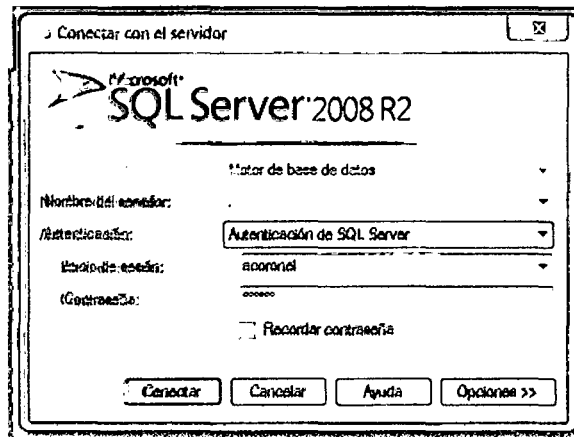 Conectar con el servidor
Microsoft
SQL Server 2008 R2
Motor de base de datos
Nombre del servidor: .
Autenticación: Autenticación de SQL Server
Inicio de sesión: acoronel
Contraseña: ••••••
Recordar contraseña
Conectar Cancelar Ayuda Opciones >>